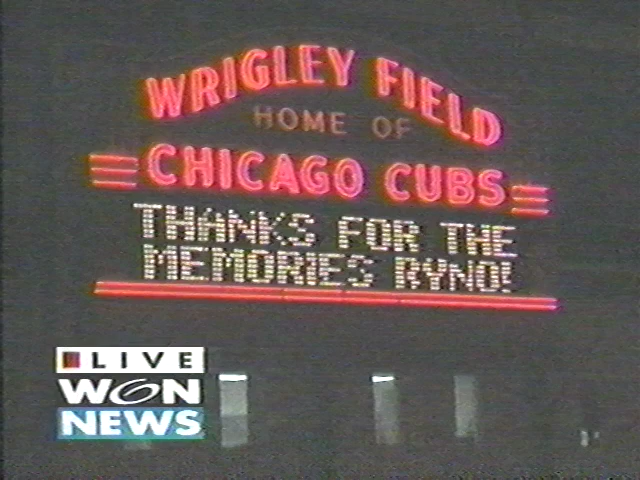 WRIGLEY FIELD
HOME OF
CHICAGO CUBS
THANKS FOR THE
MEMORIES RYNO!
LIVE
WGN
NEWS